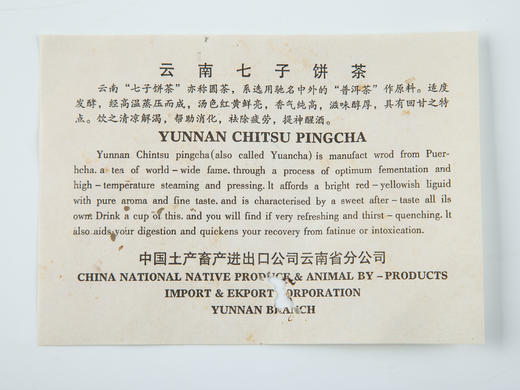 云南七子饼茶
云南“七子饼茶”亦称圆茶，系选用驰名中外的“普洱茶”作原料。适度
发酵，经高温蒸压而成，汤色红黄鲜亮，香气纯高，滋味醇厚，具有回甘之特
点。饮之清凉解渴，帮助消化，祛除疲劳，提神醒酒。
YUNNAN CHITSU PINGCHA
Yunnan Chintsu pingcha(also called Yuancha) is manufact wrod from Puer-
hcha. a tea of world-wide fame. through a process of optimum fementation and
high-temperature steaming and pressing. It affords a bright red-yellowish liguid
with pure aroma and fine taste. and is characterised by a sweet after-taste all its
own. Drink a cup of this. and you will find if very refreshing and thirst-quenching. It
also aids your digestion and quickens your recovery from fatinue or intoxication.
中国土产畜产进出口公司云南省分公司
CHINA NATIONAL NATIVE PRODUCE & ANIMAL BY-PRODUCTS
IMPORT & EKPORT CORPORATION
YUNNAN BRANCH